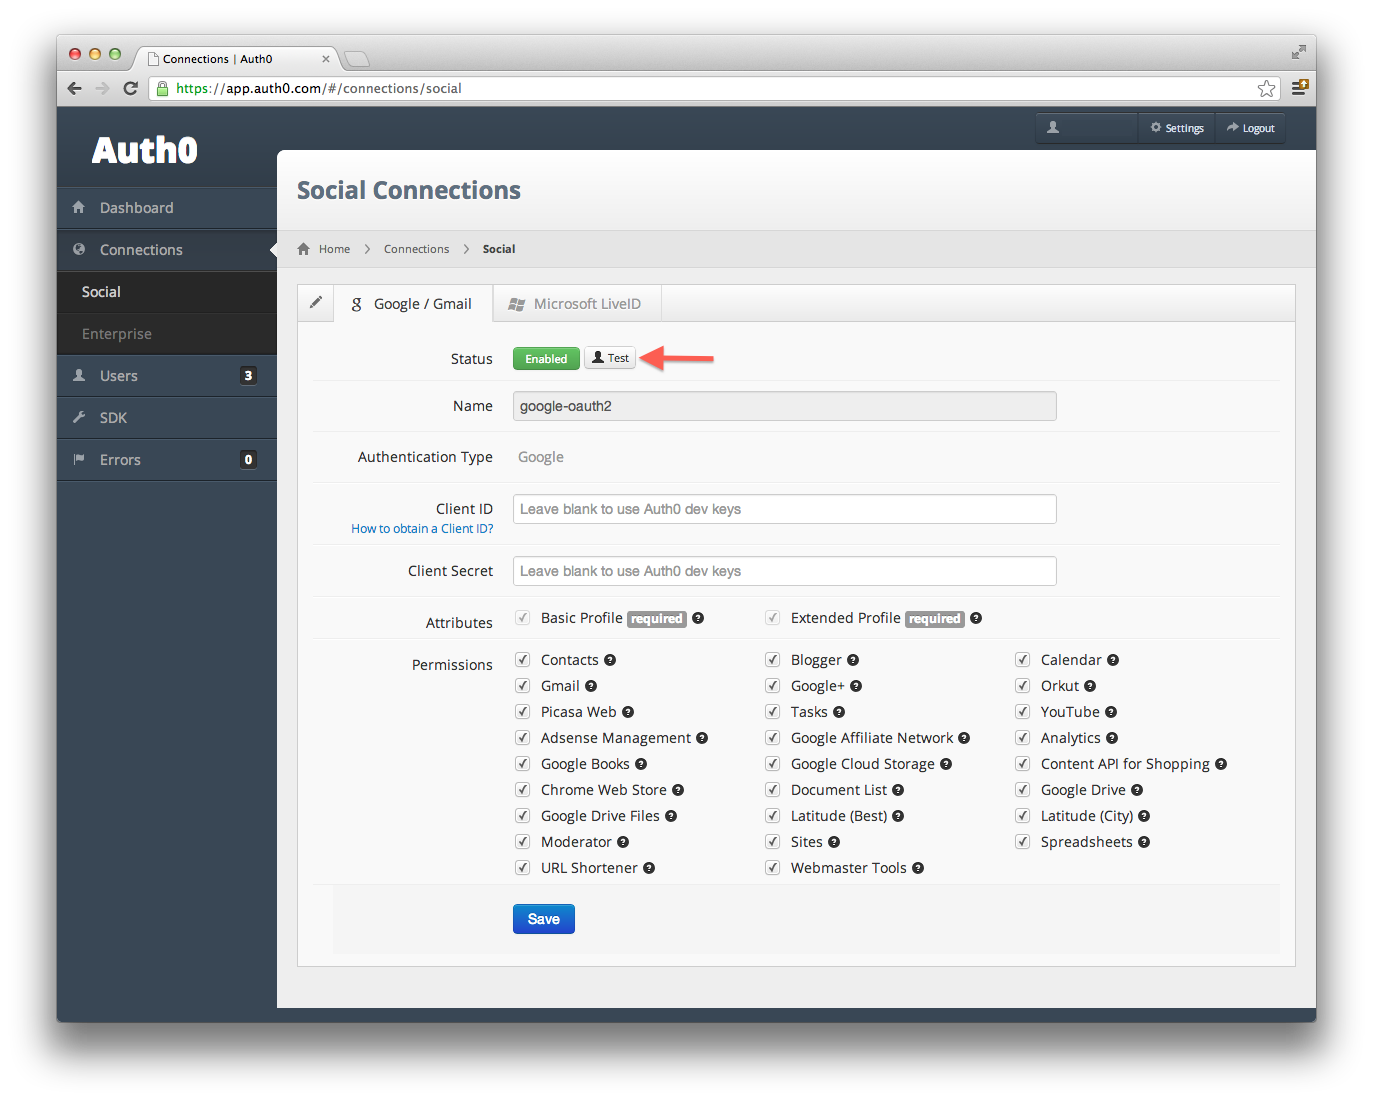 Connections | Auth0
https://app.auth0.com/#/connections/social
Auth0
Settings
Logout
Social Connections
Dashboard
Connections
Social
Enterprise
Users 3
SDK
Errors 0
Home Connections Social
Google / Gmail
Microsoft LiveID
Status Enabled Test
Name google-oauth2
Authentication Type Google
Client ID Leave blank to use Auth0 dev keys
How to obtain a Client ID?
Client Secret Leave blank to use Auth0 dev keys
Attributes Basic Profile required ? Extended Profile required ?
Permissions Contacts ? Blogger ? Calendar ?
Gmail ? Google+ ? Orkut ?
Picasa Web ? Tasks ? YouTube ?
Adsense Management ? Google Affiliate Network ? Analytics ?
Google Books ? Google Cloud Storage ? Content API for Shopping ?
Chrome Web Store ? Document List ? Google Drive ?
Google Drive Files ? Latitude (Best) ? Latitude (City) ?
Moderator ? Sites ? Spreadsheets ?
URL Shortener ? Webmaster Tools ?
Save